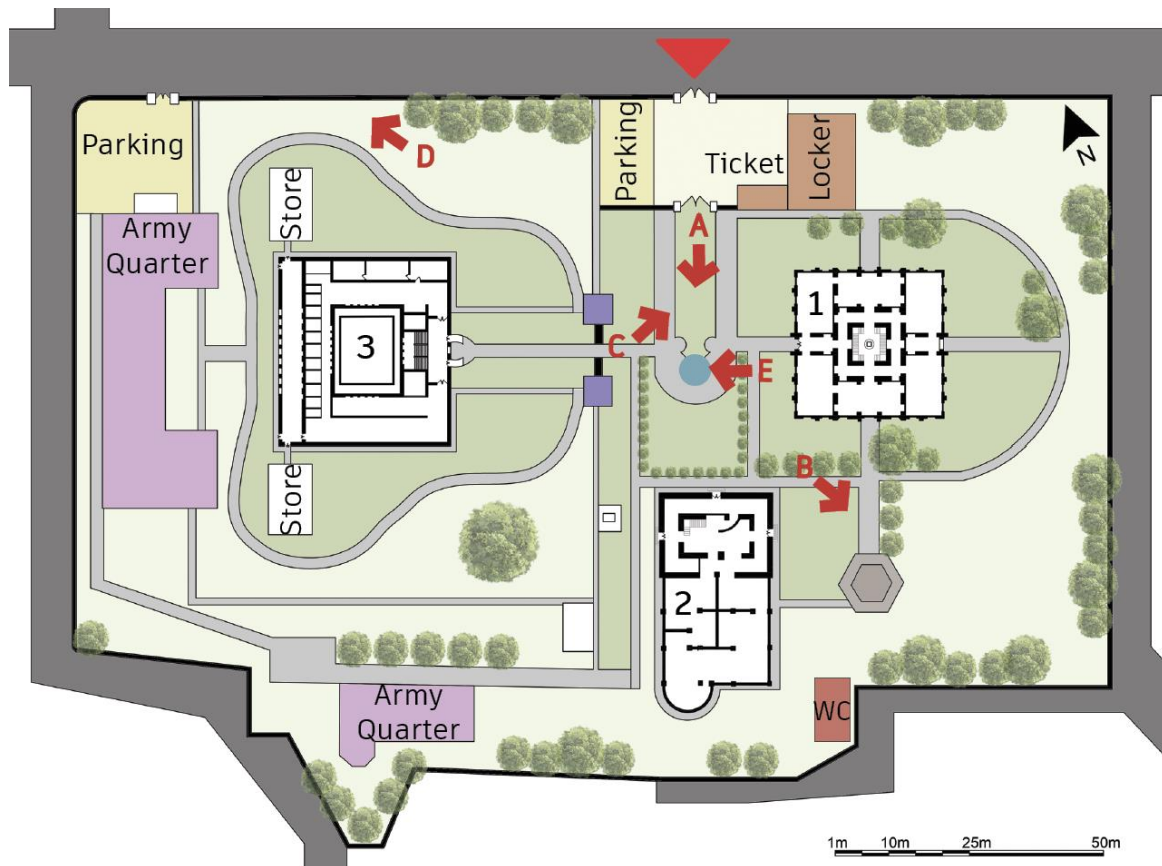 Parking
Parking
Ticket
Locker
N
D
Army
Quarter
Store
A
1
3
C
E
B
Store
2
Army
Quarter
WC
1m 10m 25m 50m